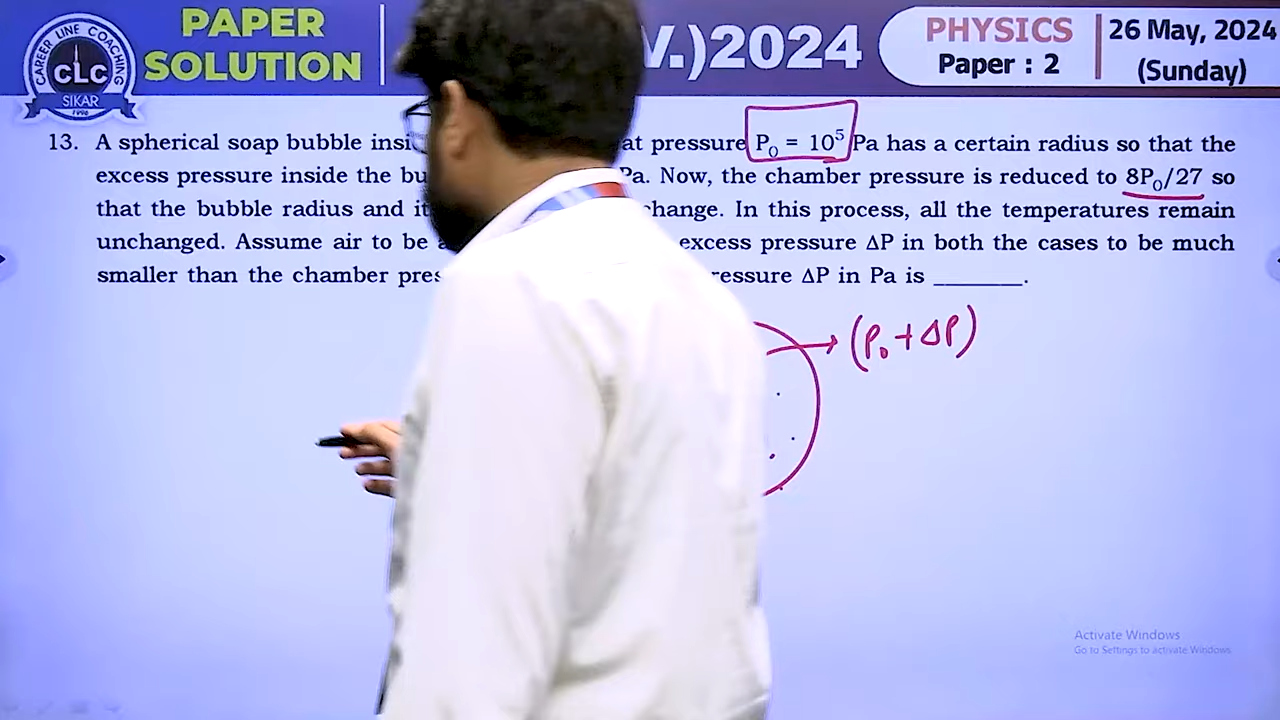 CAREER LINE COACHING
CLC
SIKAR
1996
PAPER
SOLUTION
V.)2024
PHYSICS
Paper : 2
26 May, 2024
(Sunday)
13. A spherical soap bubble insi at pressure P₀ = 10⁵ Pa has a certain radius so that the
excess pressure inside the bu Pa. Now, the chamber pressure is reduced to 8P₀/27 so
that the bubble radius and it change. In this process, all the temperatures remain
unchanged. Assume air to be excess pressure ΔP in both the cases to be much
smaller than the chamber pres ressure ΔP in Pa is ________.
(P₀ + ΔP)
Activate Windows
Go to Settings to activate Windows.